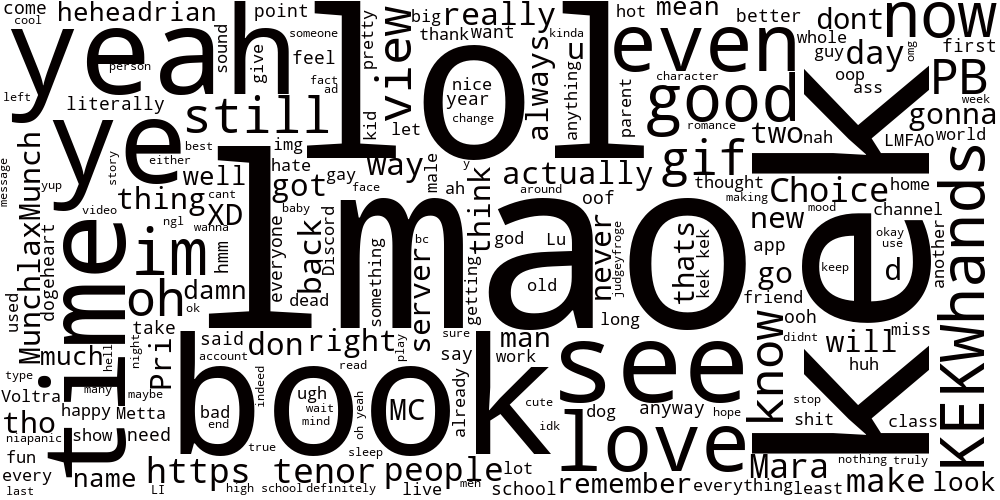 come
heheadrian
point
lol
view
big
really
hot
mean
better
dont
now
cool
yeah
sound
give
someone
pretty
thank
want
kinda
whole
guy
day
omg
first
person
feel
fact
ad
kid
always
anything
u
even
character
oop
ass
PB
week
left
literally
still
let
nice
year
change
parent
good
romance
two
nah
kek
gonna
LMFAO
world
message
yup
MunchlaxMunch
ye
story
either
best
img
hate
way
y
actually
gif
thought
making
Choice
home
well
thing
cant
got
gay
face
male
ah
think
around
oof
new
mood
channel
KEKWhands
dogeheart
used
time
video
ngl
wanna
XD
im
hmm
everyone
baby
back
Discord
lmao
something
bc
server
getting
god
Lu
old
never
judgeyfroge
thats
kek kek
app
go
friend
okay
use
keep
d
another
oh
ok
damn
dead
long
ooh
didnt
will
miss
huh
take
said
account
don
right
play
sure
man
say
work
see
know
much
hell
night
Pri
book
read
type
many
maybe
Voltra
happy
Metta
indeed
ugh
wait
mind
bad
end
oh yeah
MC
already
cute
idk
dog
anyway
hope
stop
shit
class
tho
niapanic
show
need
true
sleep
love
Mara
nothing
truly
fun
every
last
name
https
tenor
people
lot
LI
high school
definitely
live
men
school
remember
everything
least
make
look